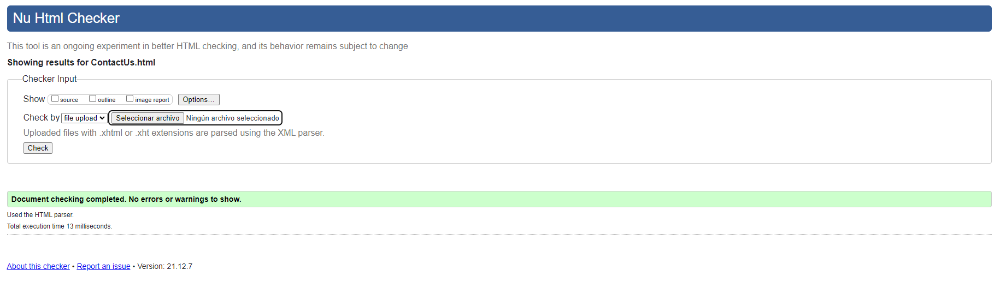 Nu Html Checker
This tool is an ongoing experiment in better HTML checking, and its behavior remains subject to change
Showing results for ContactUs.html
Checker Input
Show source outline image report Options...
Check by file upload Seleccionar archivo Ningún archivo seleccionado
Uploaded files with .xhtml or .xht extensions are parsed using the XML parser.
Check
Document checking completed. No errors or warnings to show.
Used the HTML parser.
Total execution time 13 milliseconds.
About this checker • Report an issue • Version: 21.12.7